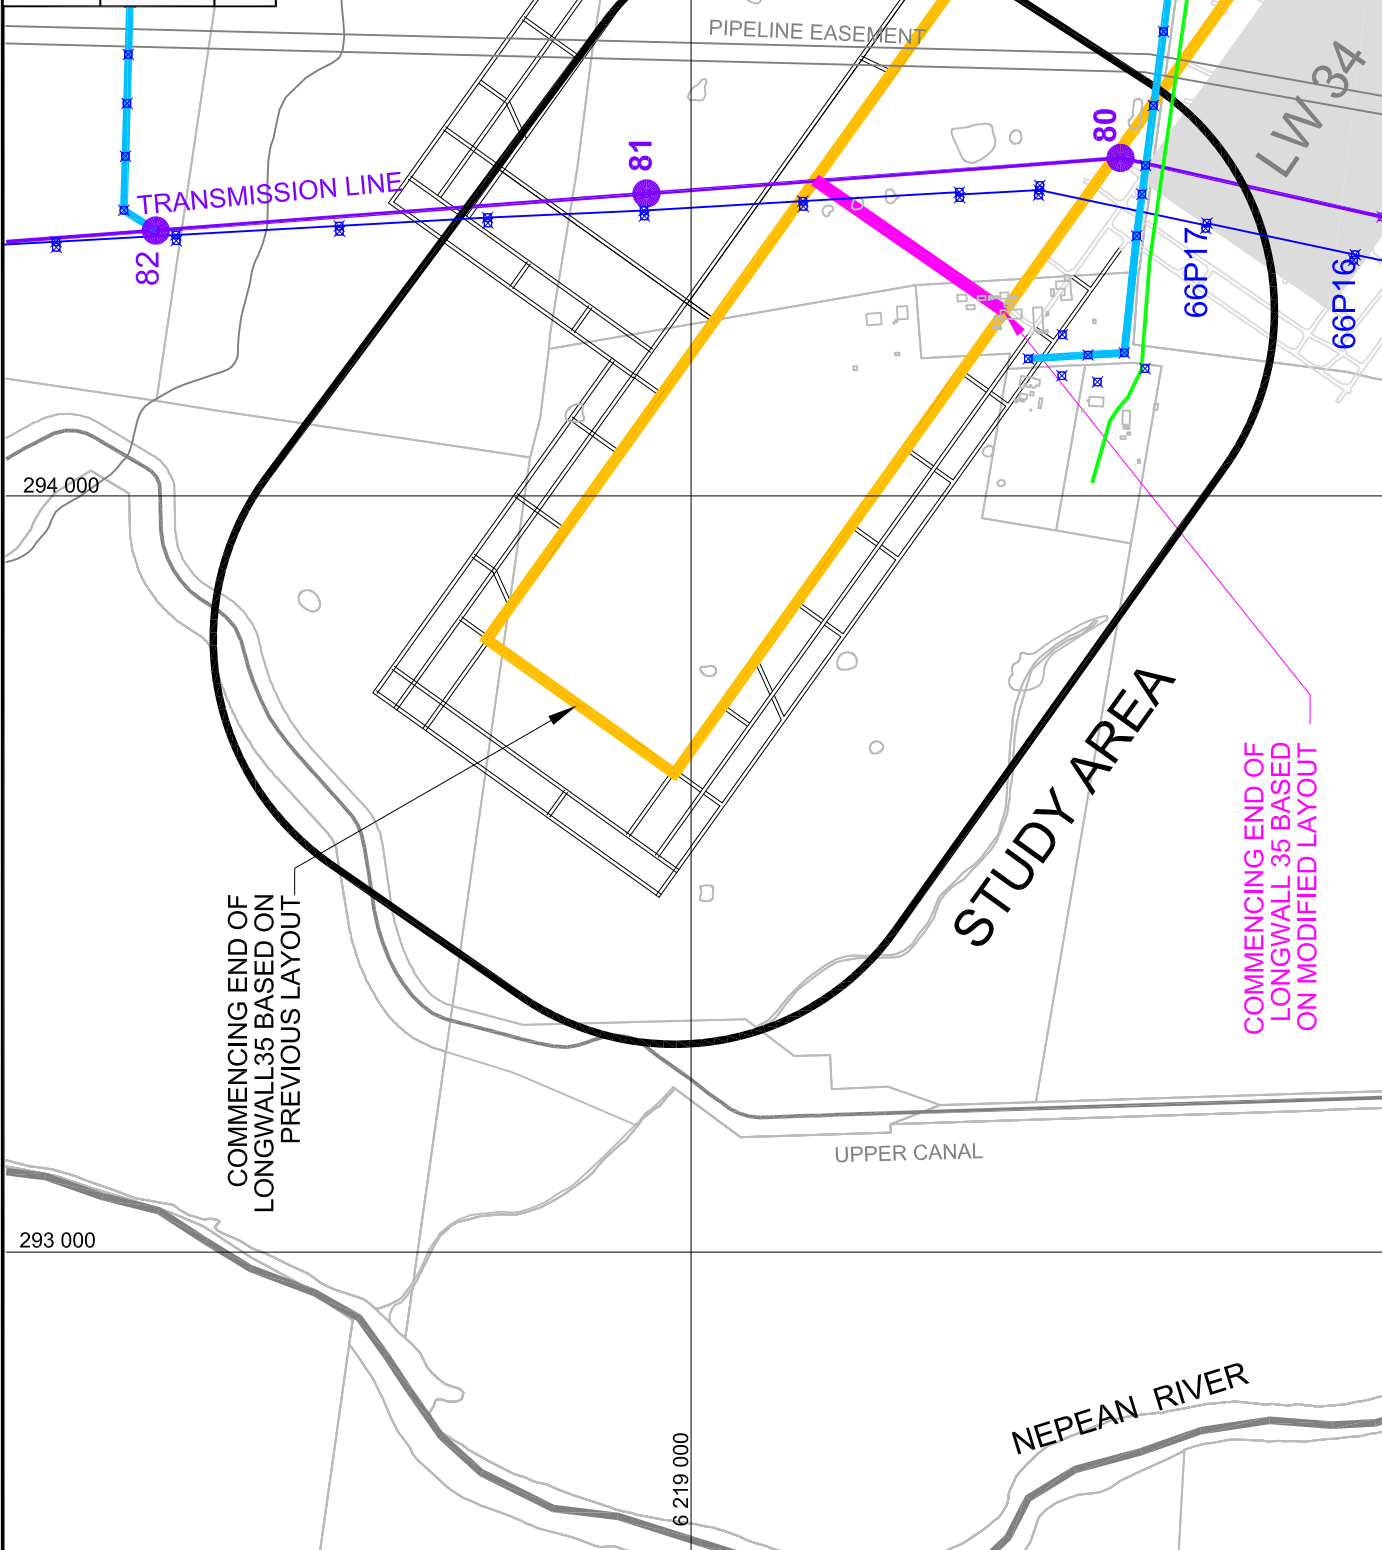 PIPELINE EASEMENT
LW 34
80
81
TRANSMISSION LINE
82
66P17
66P16
294 000
STUDY AREA
COMMENCING END OF
LONGWALL 35 BASED
ON MODIFIED LAYOUT
COMMENCING END OF
LONGWALL35 BASED ON
PREVIOUS LAYOUT
UPPER CANAL
293 000
NEPEAN RIVER
6 219 000